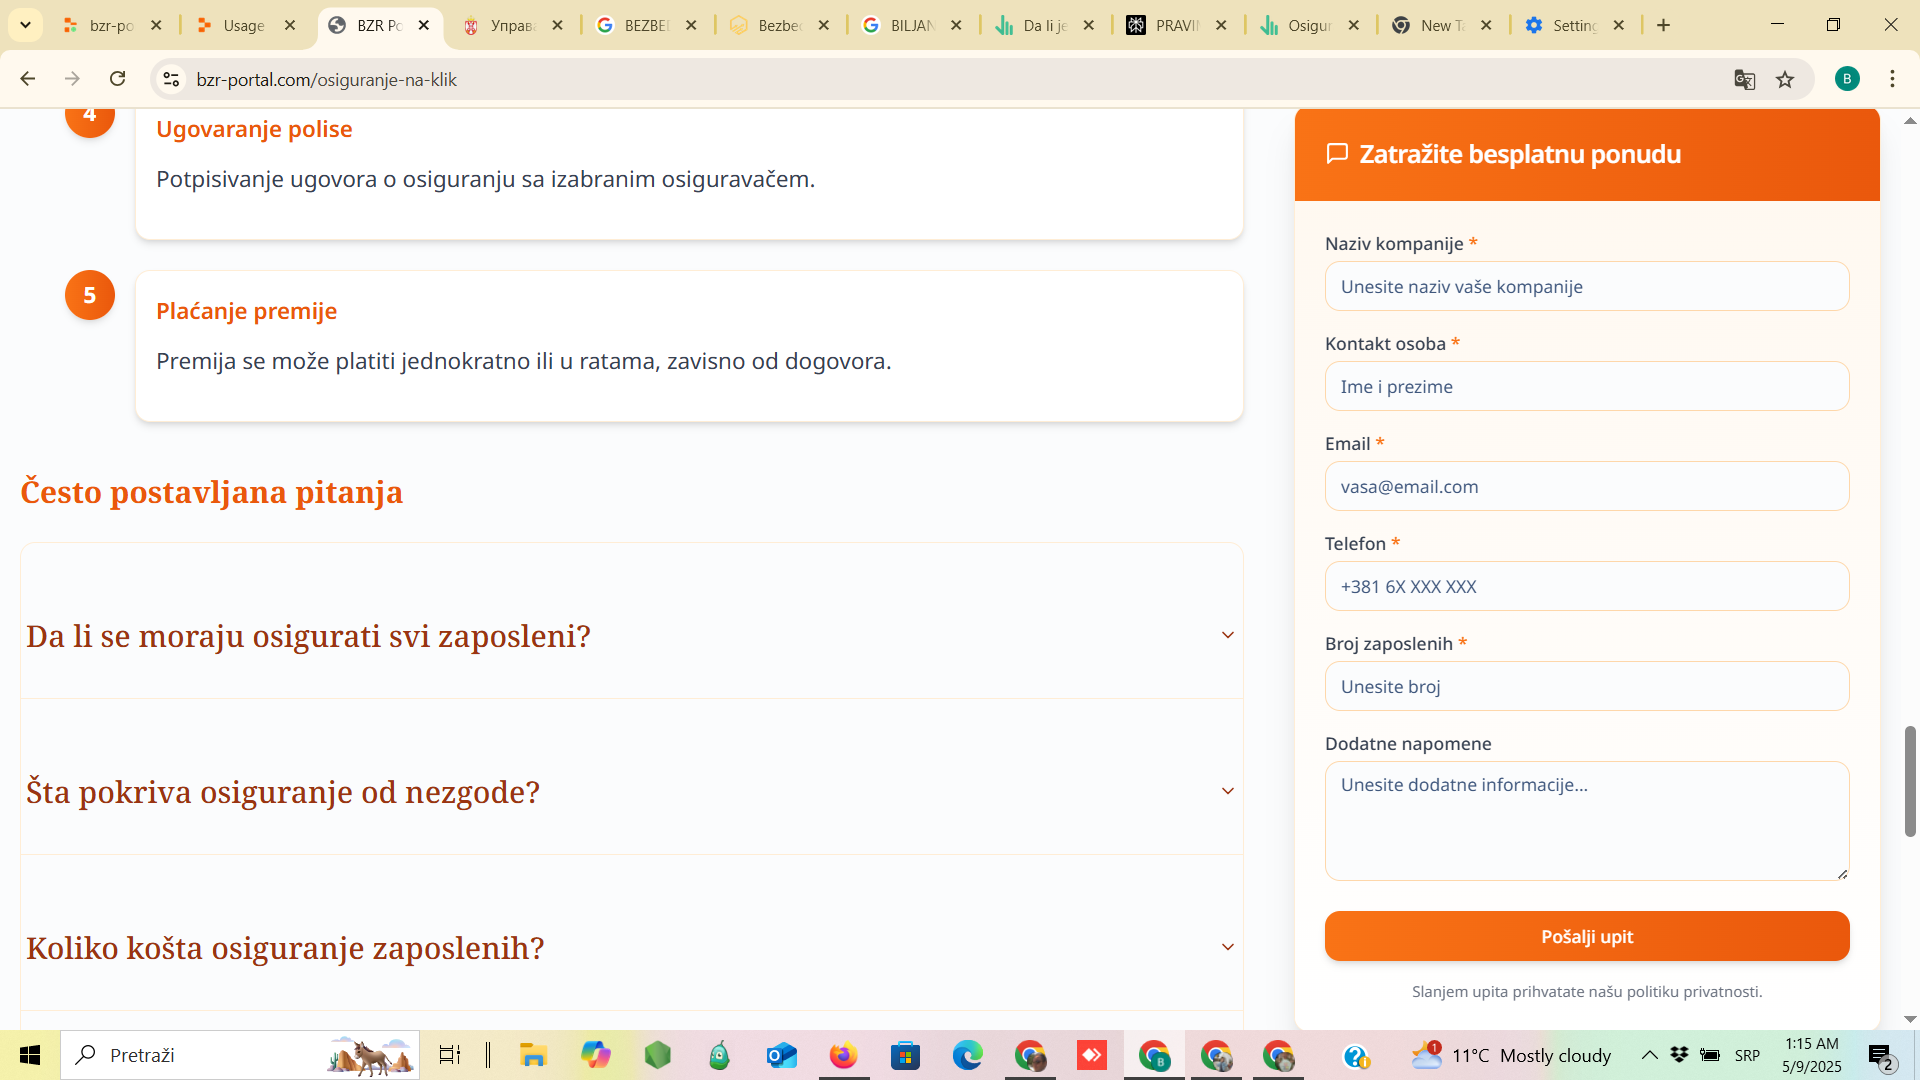 bzr-po
Usage
BZR Po
Управа
BEZBE
Bezbed
BILJAN
Da li je
PRAVI
Osigur
New Ta
Setting
bzr-portal.com/osiguranje-na-klik
B
4
Ugovaranje polise
Potpisivanje ugovora o osiguranju sa izabranim osiguravačem.
5
Plaćanje premije
Premija se može platiti jednokratno ili u ratama, zavisno od dogovora.
Često postavljana pitanja
Da li se moraju osigurati svi zaposleni?
Šta pokriva osiguranje od nezgode?
Koliko košta osiguranje zaposlenih?
Zatražite besplatnu ponudu
Naziv kompanije *
Unesite naziv vaše kompanije
Kontakt osoba *
Ime i prezime
Email *
vasa@email.com
Telefon *
+381 6X XXX XXX
Broj zaposlenih *
Unesite broj
Dodatne napomene
Unesite dodatne informacije...
Pošalji upit
Slanjem upita prihvatate našu politiku privatnosti.
Pretraži
1
11°C Mostly cloudy
SRP
1:15 AM
5/9/2025
2